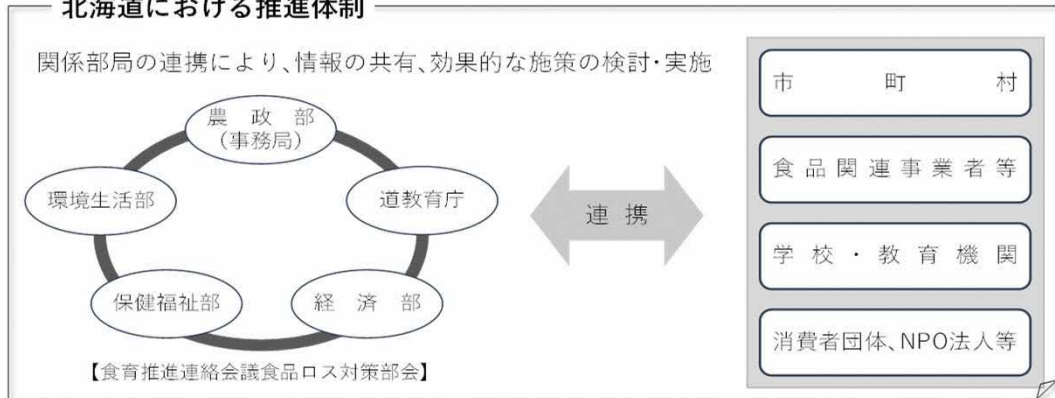 北海道における推進体制
関係部局の連携により、情報の共有、効果的な施策の検討・実施
農政部
(事務局)
環境生活部
道教育庁
保健福祉部
経済部
【食育推進連絡会議食品ロス対策部会】
連携
市町村
食品関連事業者等
学校・教育機関
消費者団体、NPO法人等